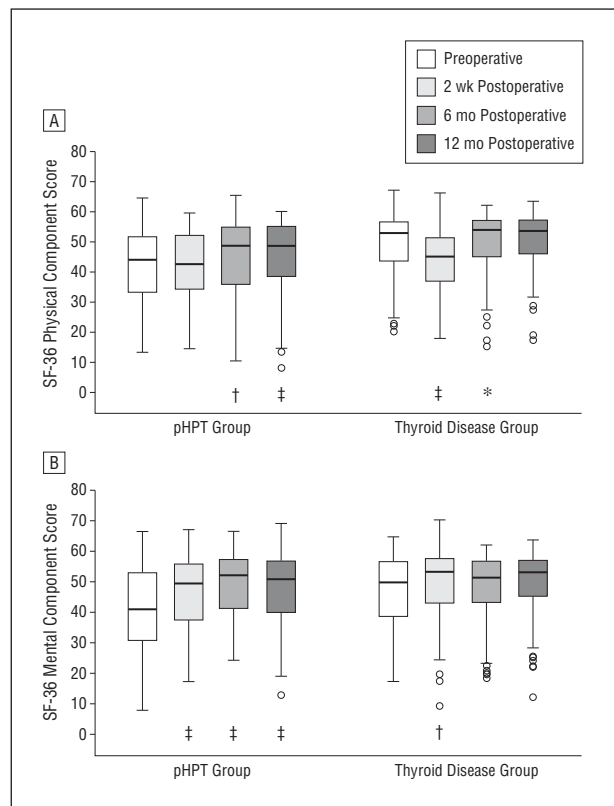 Preoperative
2 wk Postoperative
6 mo Postoperative
12 mo Postoperative
A
SF-36 Physical Component Score
80
70
60
50
40
30
20
10
0
† ‡ ‡ *
pHPT Group Thyroid Disease Group
B
SF-36 Mental Component Score
80
70
60
50
40
30
20
10
0
‡ ‡ ‡ †
pHPT Group Thyroid Disease Group